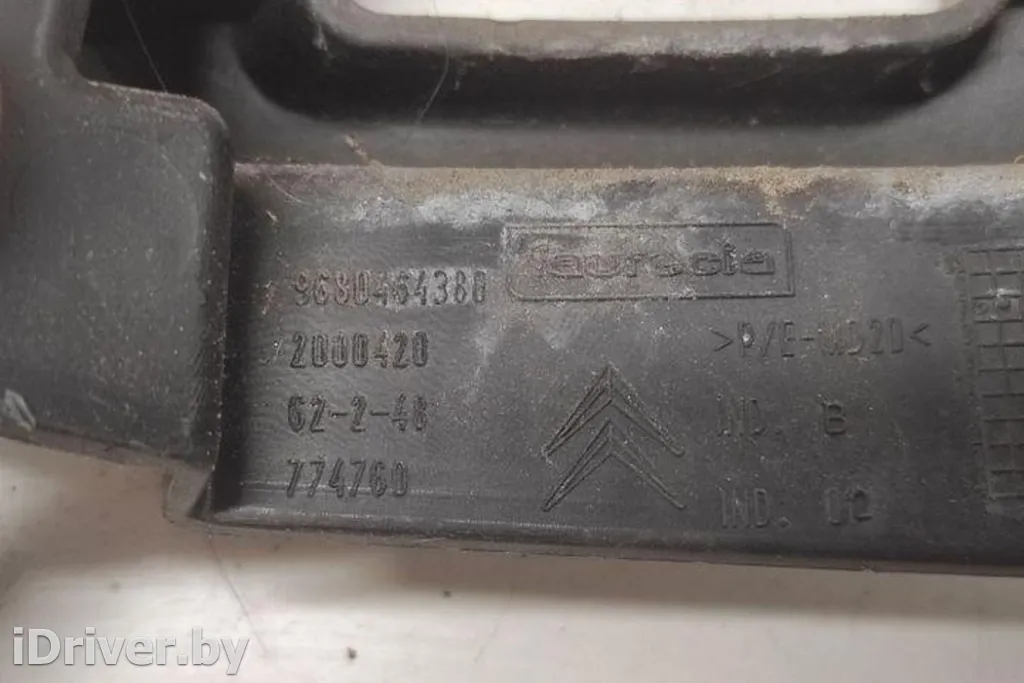 faurecia
9680464380
2000420
62-2-48
774760
>P/E-MD20<
IND. B
IND. 02
iDriver.by